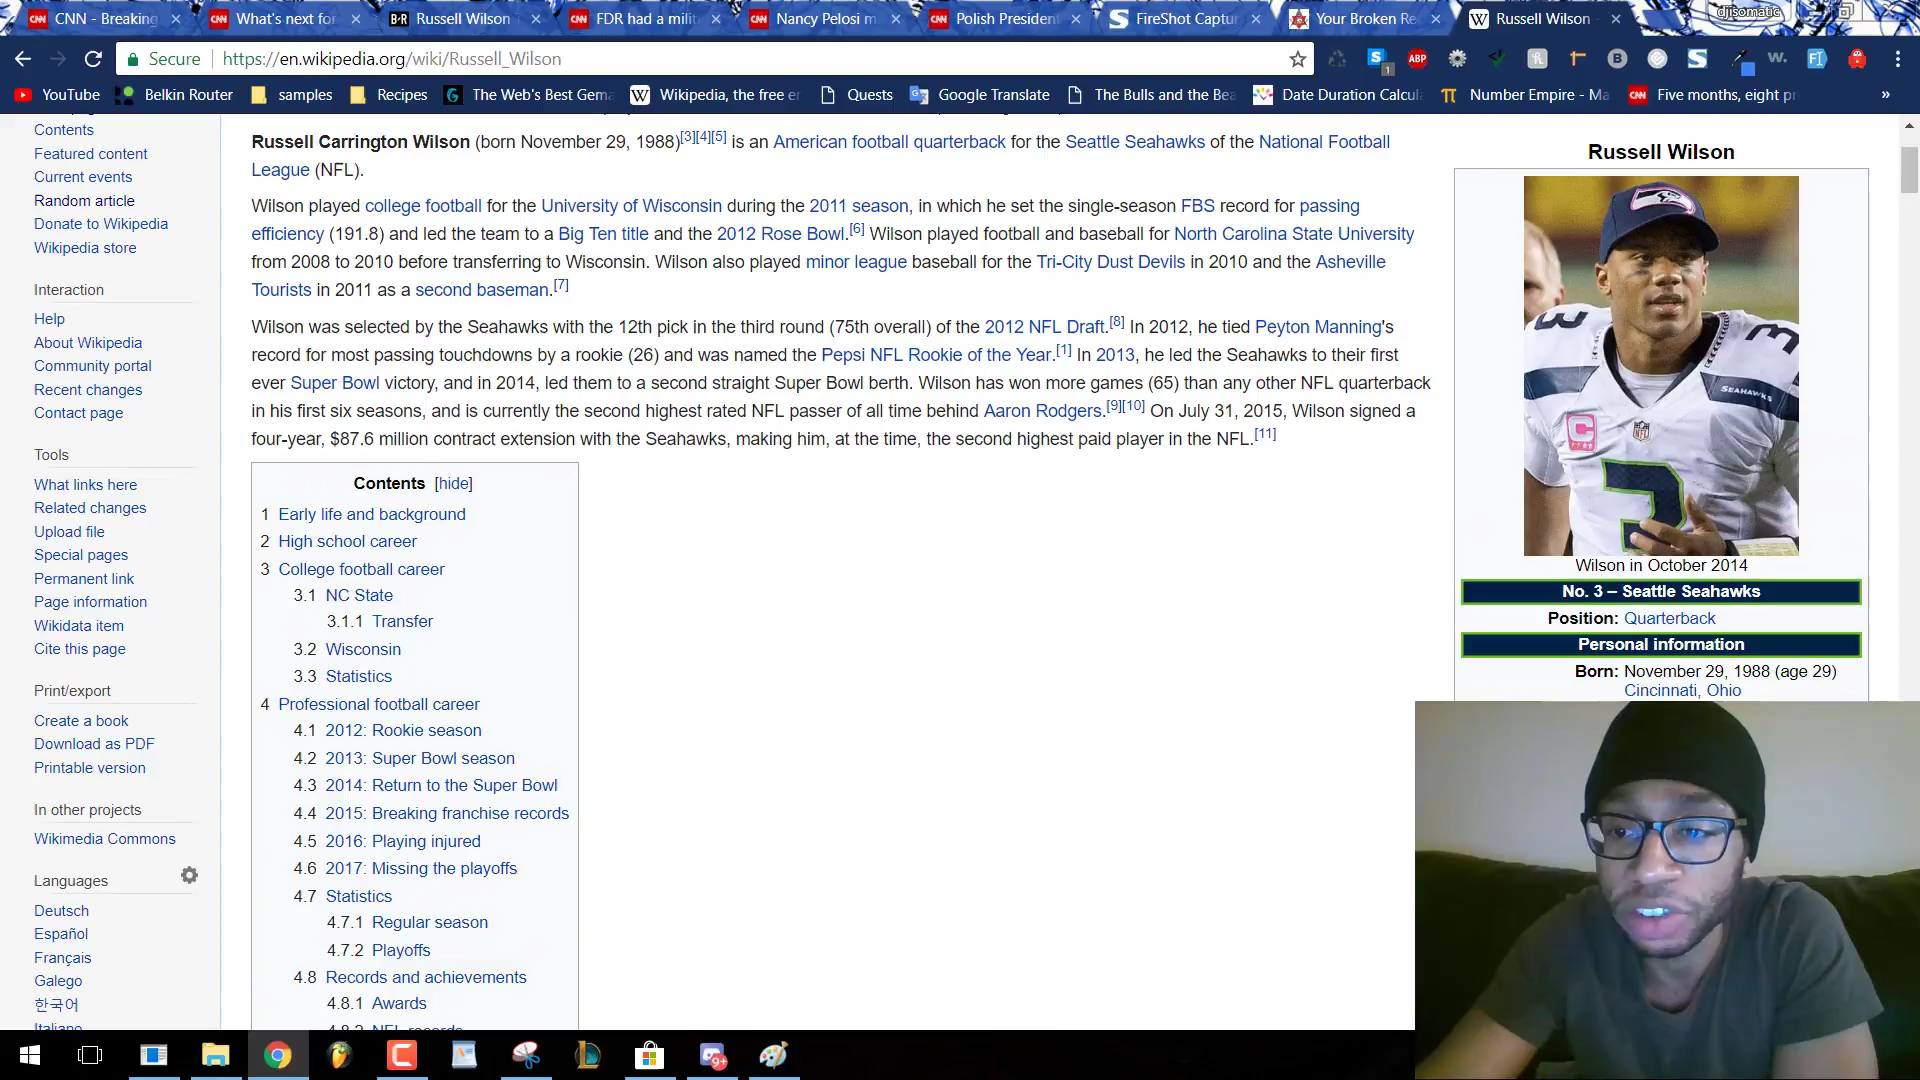 CNN - Breaking
What's next for
B·R Russell Wilson
FDR had a milit
Nancy Pelosi m
Polish President
FireShot Captu
Your Broken Re
Russell Wilson -
djisomatic
Secure https://en.wikipedia.org/wiki/Russell_Wilson
YouTube
Belkin Router
samples
Recipes
The Web's Best Gema
Wikipedia, the free en
Quests
Google Translate
The Bulls and the Bea
Date Duration Calcul
Number Empire - Ma
Five months, eight pr
»
Contents
Featured content
Current events
Random article
Donate to Wikipedia
Wikipedia store
Interaction
Help
About Wikipedia
Community portal
Recent changes
Contact page
Tools
What links here
Related changes
Upload file
Special pages
Permanent link
Page information
Wikidata item
Cite this page
Print/export
Create a book
Download as PDF
Printable version
In other projects
Wikimedia Commons
Languages
Deutsch
Español
Français
Galego
한국어
Italiano
Russell Carrington Wilson (born November 29, 1988)[3][4][5] is an American football quarterback for the Seattle Seahawks of the National Football
League (NFL).
Wilson played college football for the University of Wisconsin during the 2011 season, in which he set the single-season FBS record for passing
efficiency (191.8) and led the team to a Big Ten title and the 2012 Rose Bowl.[6] Wilson played football and baseball for North Carolina State University
from 2008 to 2010 before transferring to Wisconsin. Wilson also played minor league baseball for the Tri-City Dust Devils in 2010 and the Asheville
Tourists in 2011 as a second baseman.[7]
Wilson was selected by the Seahawks with the 12th pick in the third round (75th overall) of the 2012 NFL Draft.[8] In 2012, he tied Peyton Manning's
record for most passing touchdowns by a rookie (26) and was named the Pepsi NFL Rookie of the Year.[1] In 2013, he led the Seahawks to their first
ever Super Bowl victory, and in 2014, led them to a second straight Super Bowl berth. Wilson has won more games (65) than any other NFL quarterback
in his first six seasons, and is currently the second highest rated NFL passer of all time behind Aaron Rodgers.[9][10] On July 31, 2015, Wilson signed a
four-year, $87.6 million contract extension with the Seahawks, making him, at the time, the second highest paid player in the NFL.[11]
Contents [hide]
1 Early life and background
2 High school career
3 College football career
3.1 NC State
3.1.1 Transfer
3.2 Wisconsin
3.3 Statistics
4 Professional football career
4.1 2012: Rookie season
4.2 2013: Super Bowl season
4.3 2014: Return to the Super Bowl
4.4 2015: Breaking franchise records
4.5 2016: Playing injured
4.6 2017: Missing the playoffs
4.7 Statistics
4.7.1 Regular season
4.7.2 Playoffs
4.8 Records and achievements
4.8.1 Awards
4.8.2 NFL records
Russell Wilson
3
3
SEAHAWKS
NFL
3
Wilson in October 2014
No. 3 – Seattle Seahawks
Position: Quarterback
Personal information
Born: November 29, 1988 (age 29)
Cincinnati, Ohio